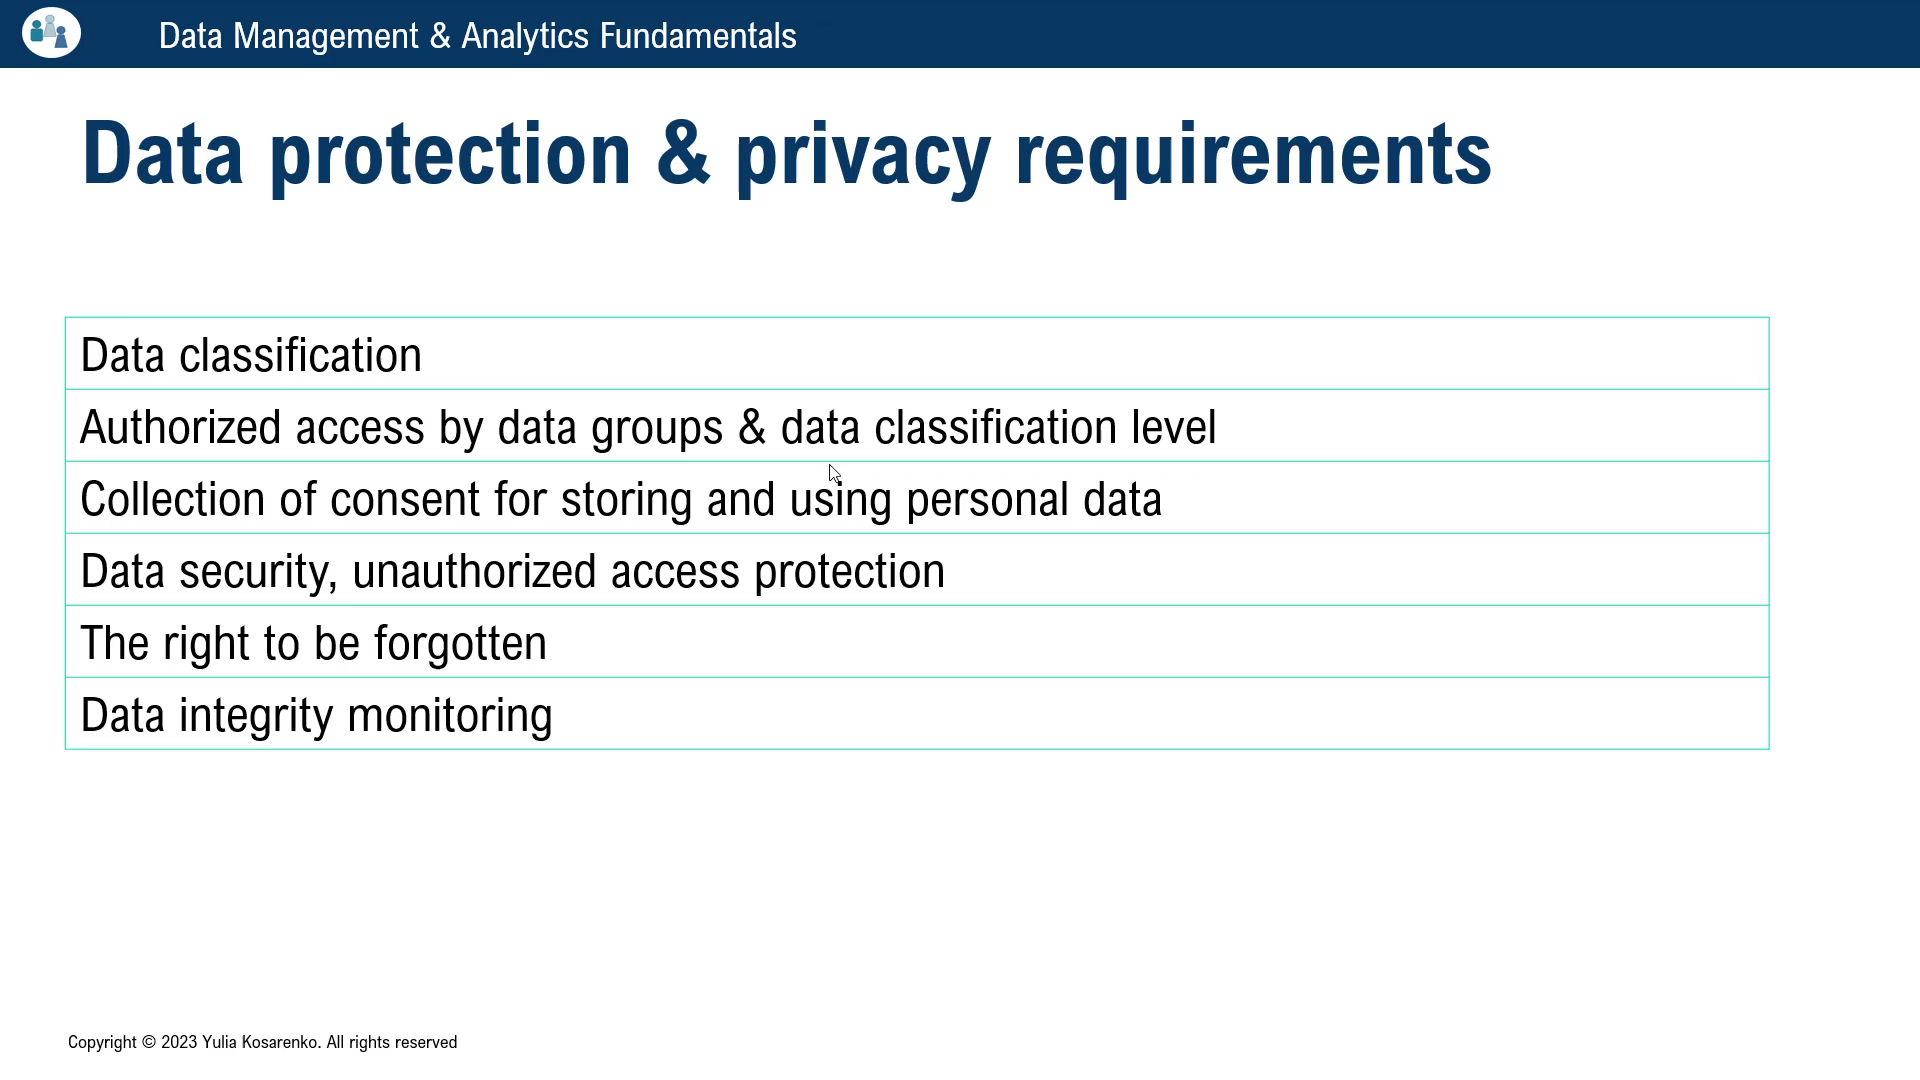 Data Management & Analytics Fundamentals
Data protection & privacy requirements
Data classification
Authorized access by data groups & data classification level
Collection of consent for storing and using personal data
Data security, unauthorized access protection
The right to be forgotten
Data integrity monitoring
Copyright © 2023 Yulia Kosarenko. All rights reserved